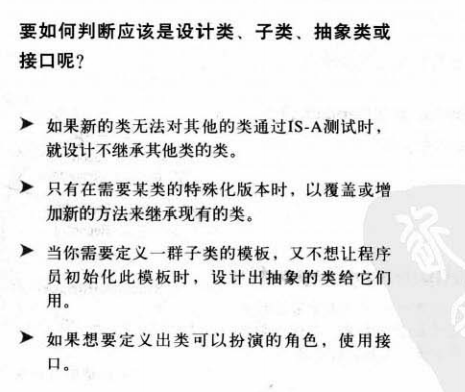 要如何判断应该是设计类、子类、抽象类或
接口呢?
➤ 如果新的类无法对其他的类通过IS-A测试时，
就设计不继承其他类的类。
➤ 只有在需要某类的特殊化版本时，以覆盖或增
加新的方法来继承现有的类。
➤ 当你需要定义一群子类的模板，又不想让程序
员初始化此模板时，设计出抽象的类给它们
用。
➤ 如果想要定义出类可以扮演的角色，使用接
口。